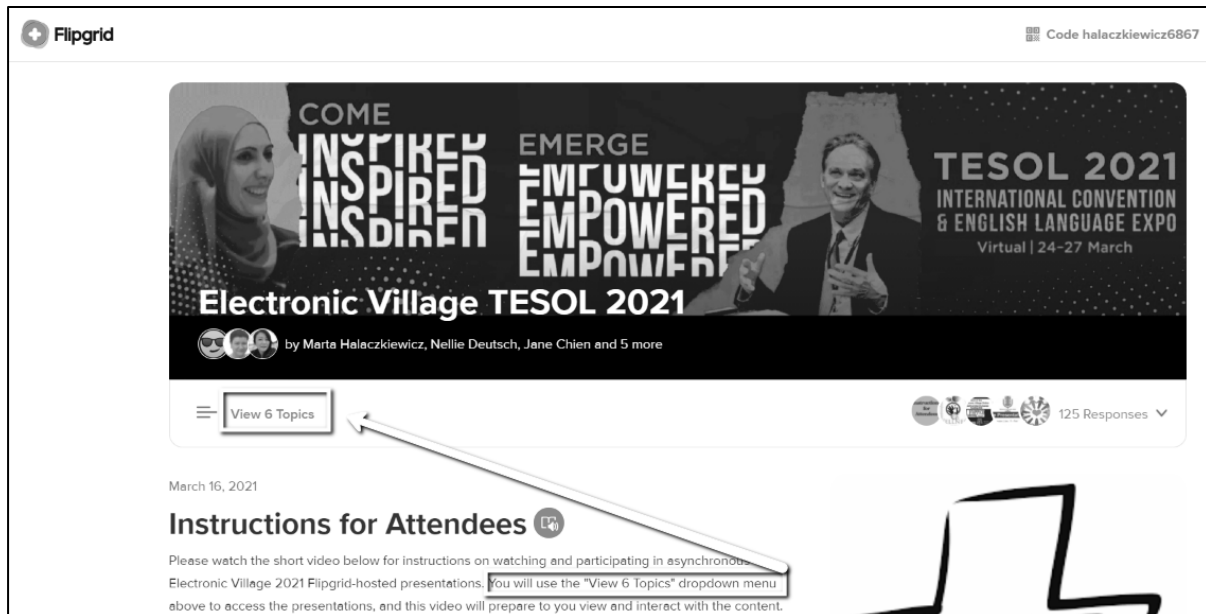 Flipgrid
Code halaczkiewicz6867
COME
INSPIRED
INSPIRED
INSPIRED
EMERGE
EMPOWERED
EMPOWERED
EMPOWERED
TESOL 2021
INTERNATIONAL CONVENTION
& ENGLISH LANGUAGE EXPO
Virtual | 24-27 March
Electronic Village TESOL 2021
by Marta Halaczkiewicz, Nellie Deutsch, Jane Chien and 5 more
View 6 Topics
125 Responses
March 16, 2021
Instructions for Attendees
Please watch the short video below for instructions on watching and participating in asynchronous
Electronic Village 2021 Flipgrid-hosted presentations. You will use the "View 6 Topics" dropdown menu
above to access the presentations, and this video will prepare to you view and interact with the content.